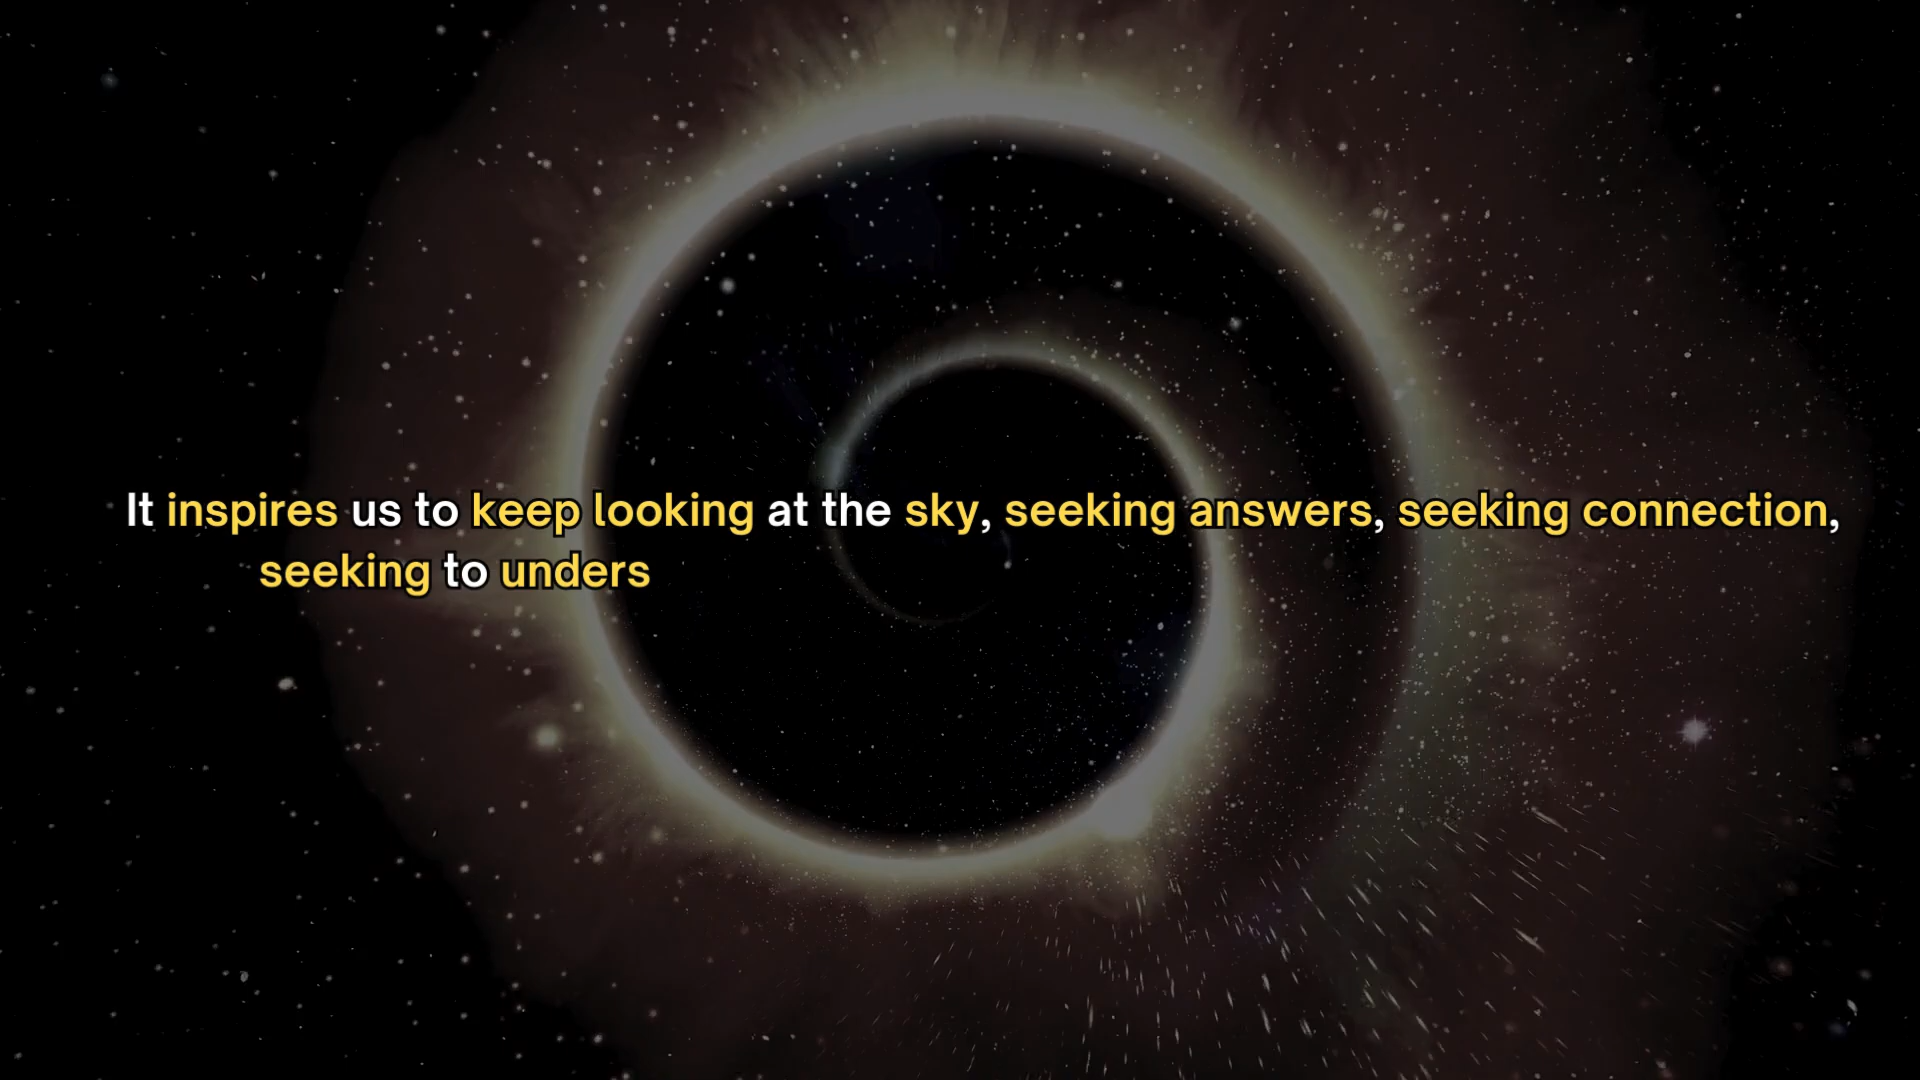 It inspires us to keep looking at the sky, seeking answers, seeking connection,
seeking to unders